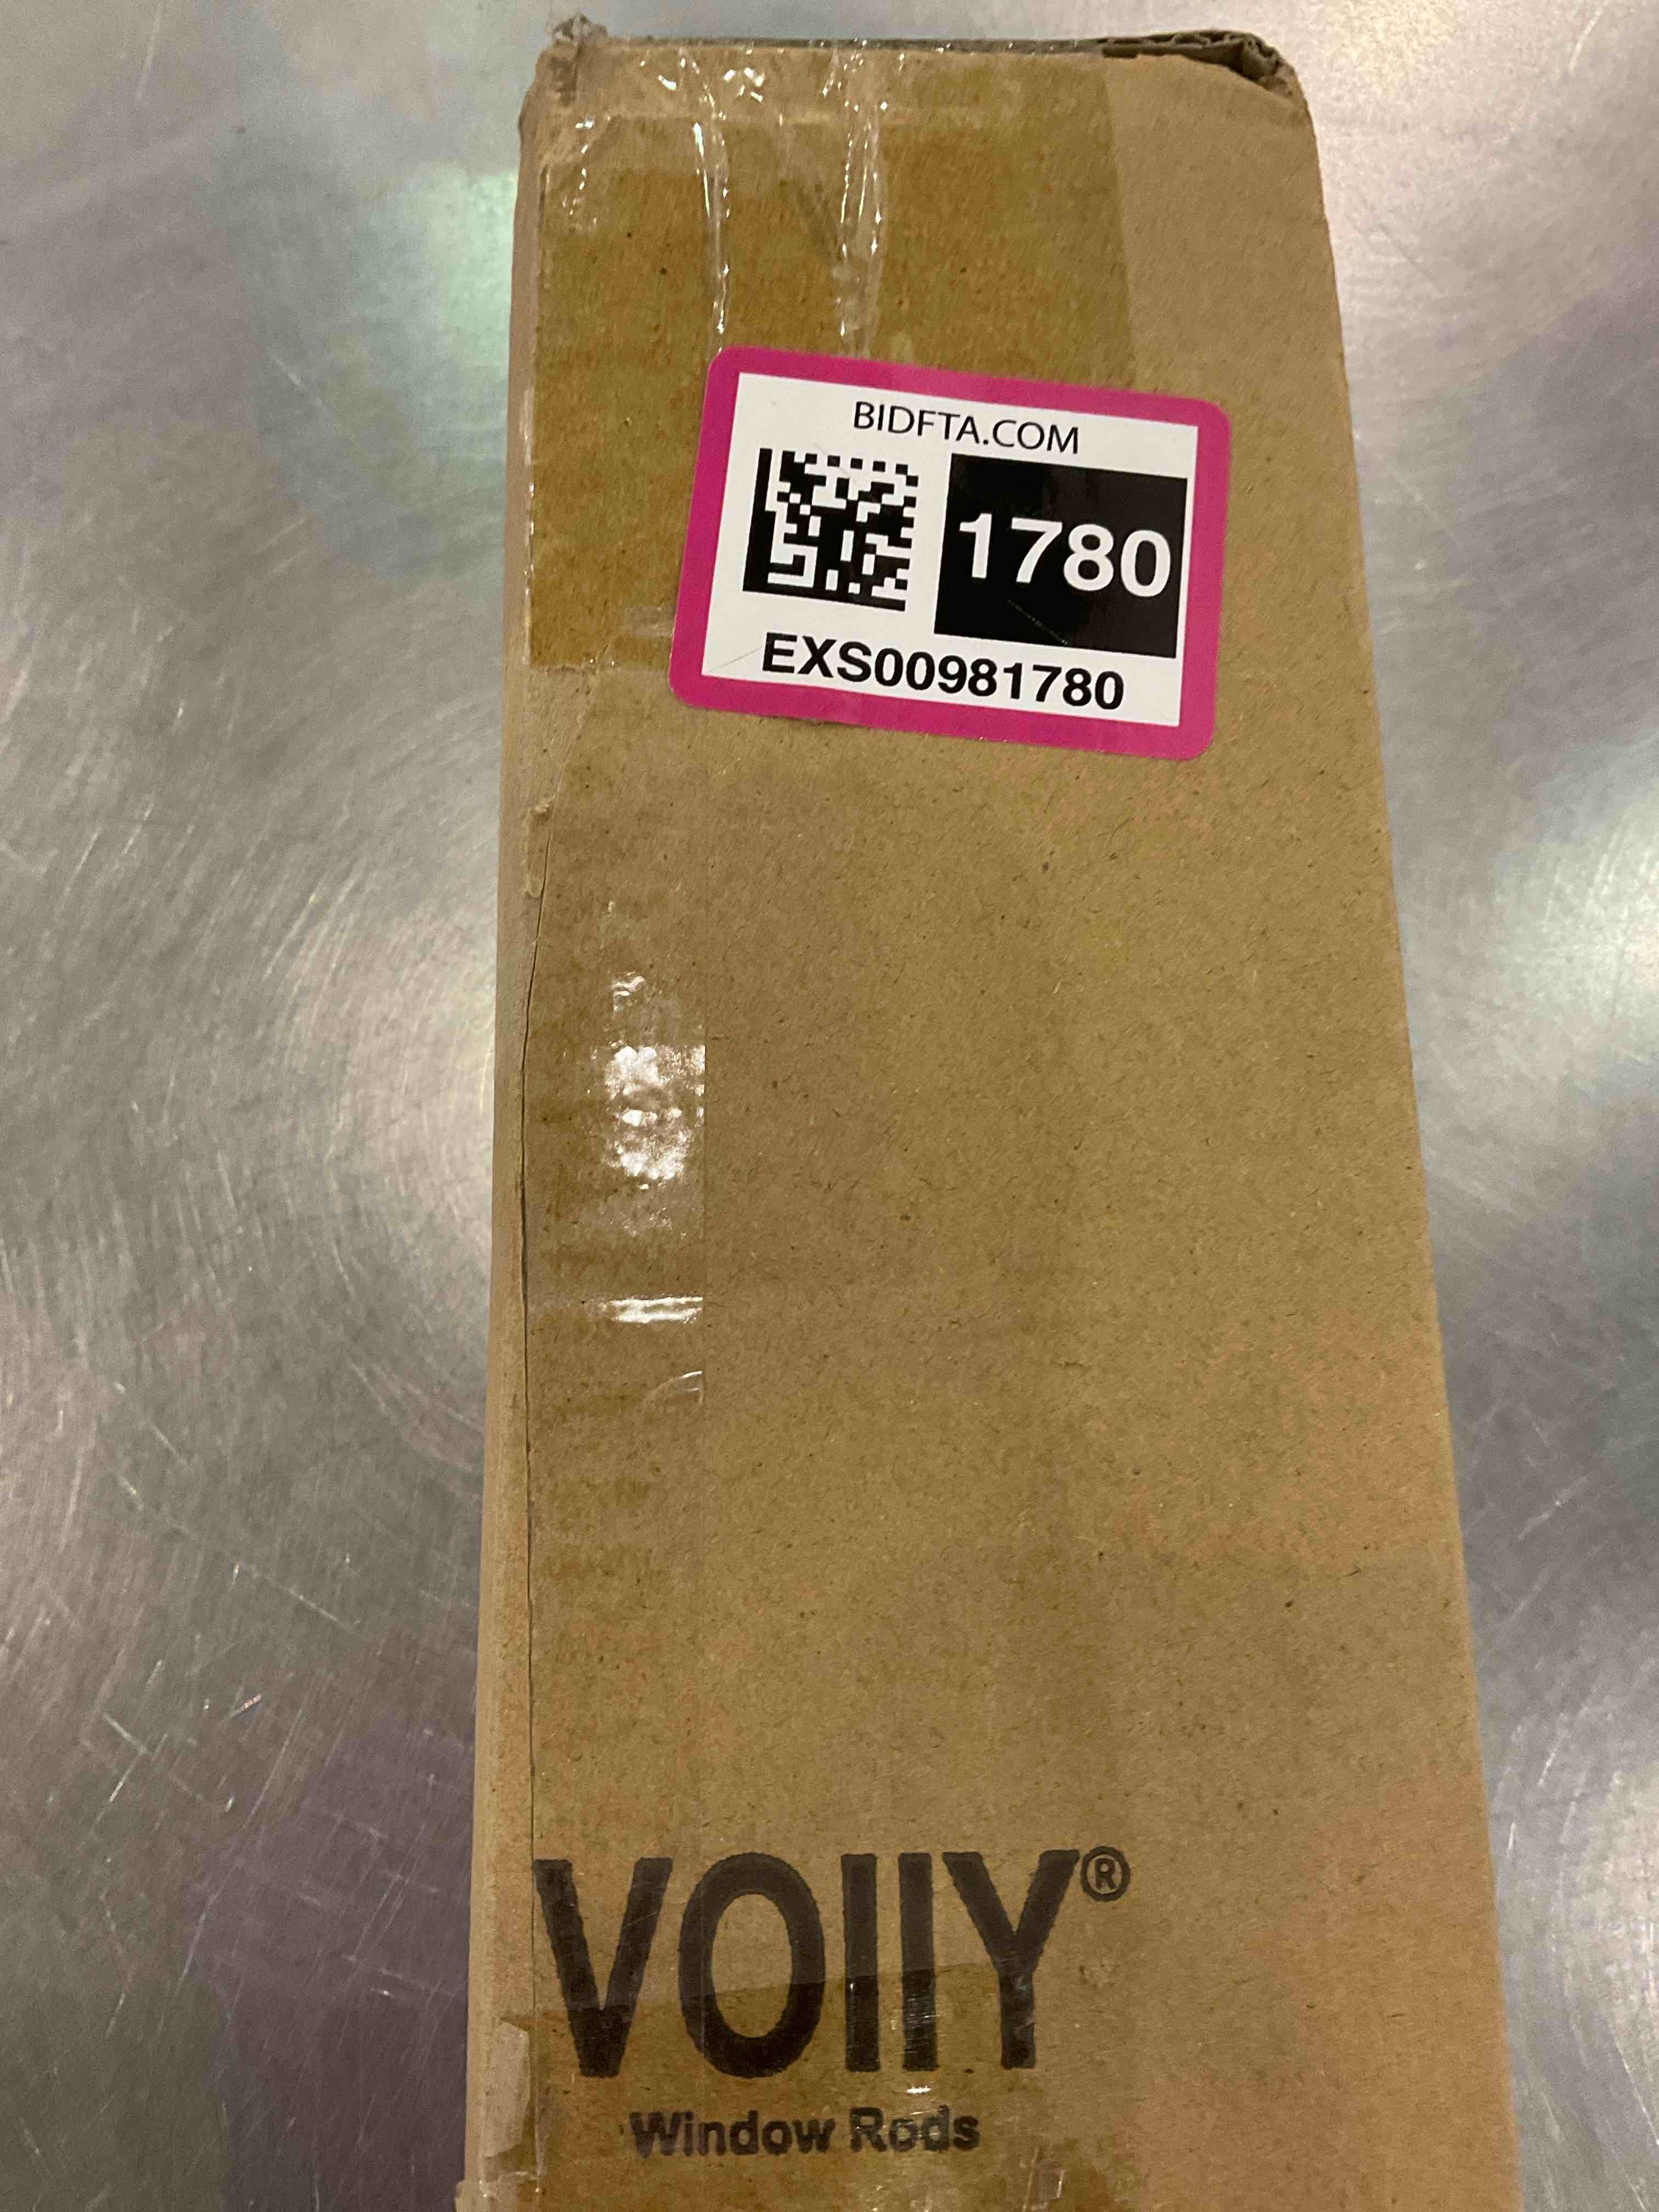 BIDFTA.COM
1780
EXS00981780
VOIIY®
Window Rods